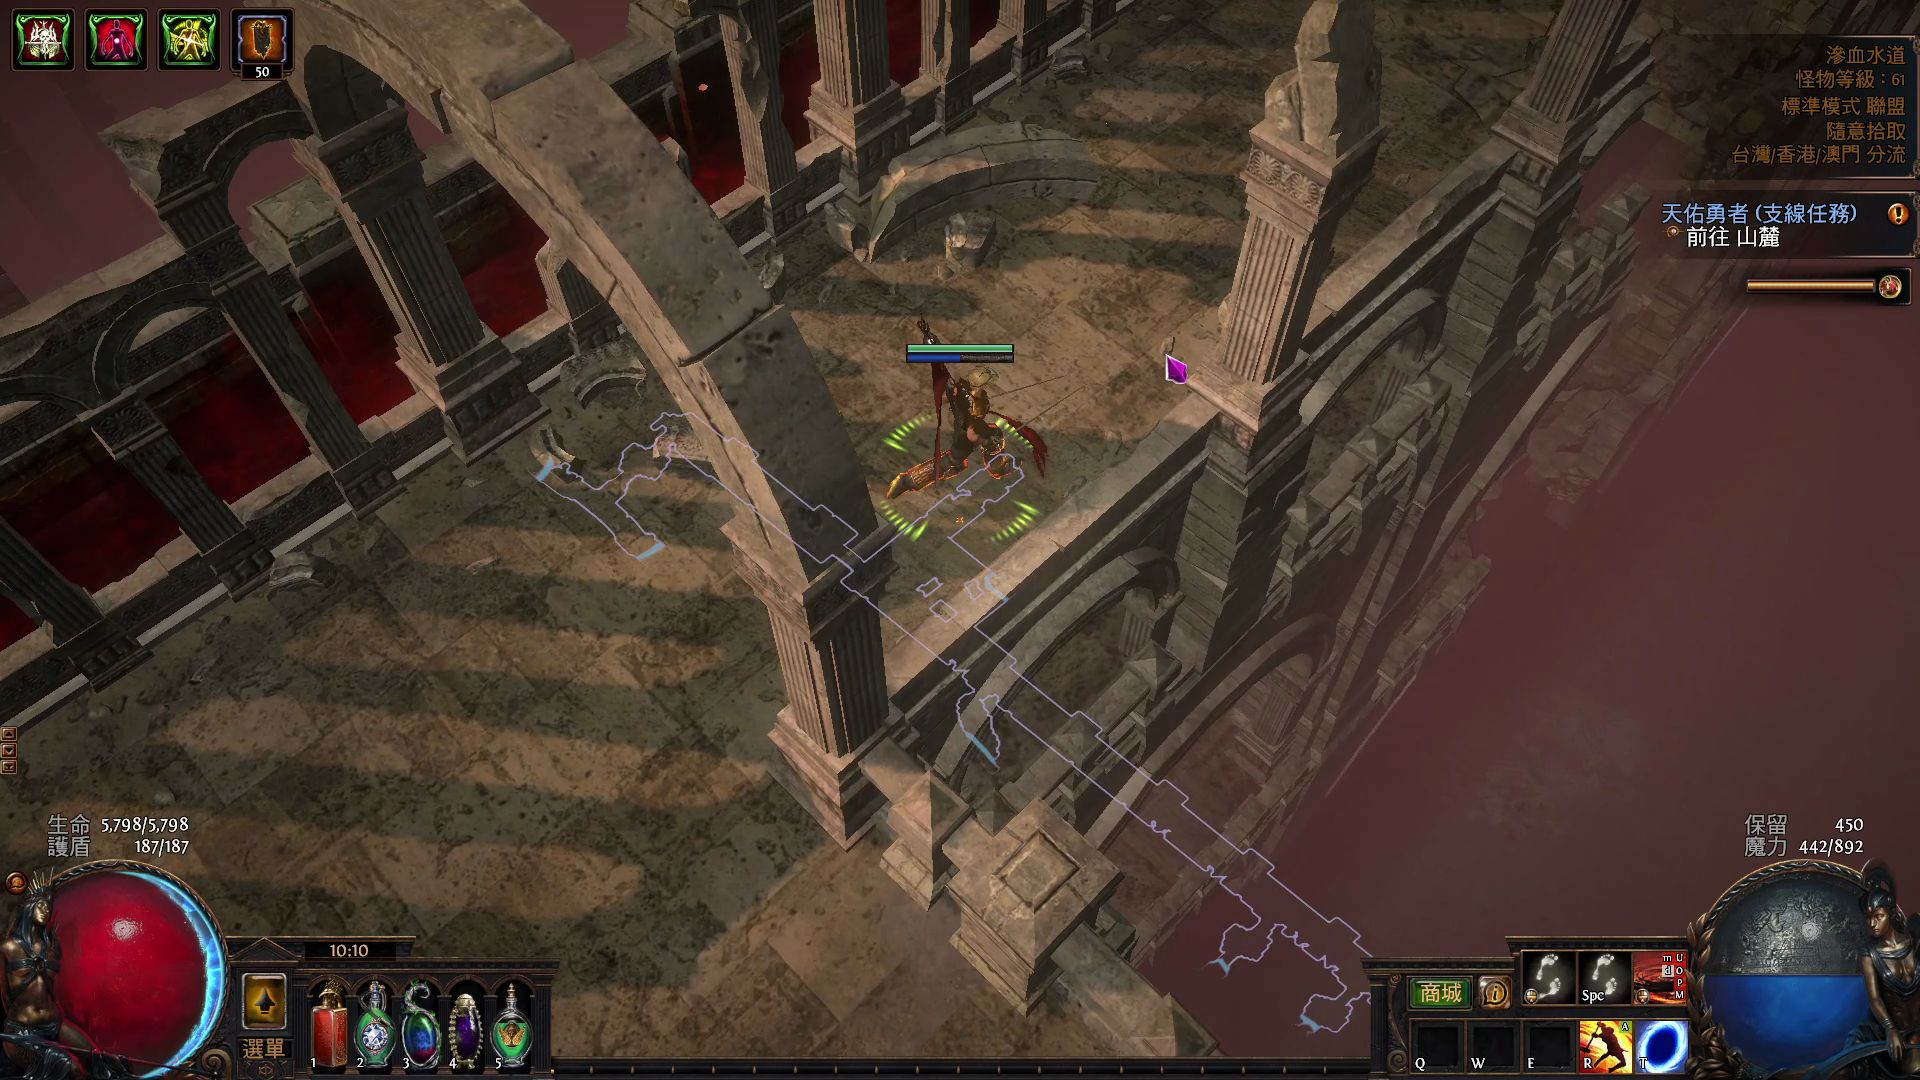 50
滲血水道
怪物等級：61
標準模式 聯盟
隨意拾取
台灣/香港/澳門 分流
天佑勇者 (支線任務)
前往 山麓
生命 5,798/5,798
護盾 187/187
保留 450
魔力 442/892
10:10
選單
1 2 3 4 5
商城
Spc
m U
d O
P
M
Q W E R T
A